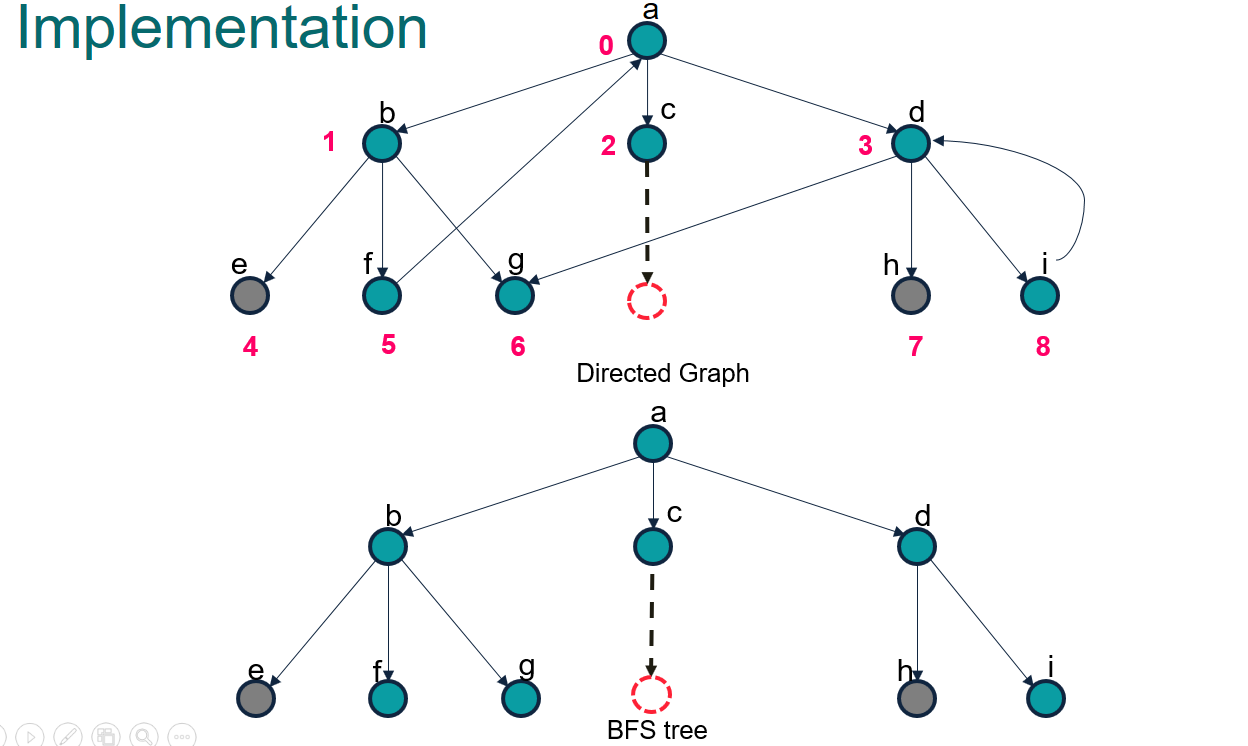 Implementation
a
0
b
c
d
1
2
3
e
f
g
h
i
4
5
6
7
8
Directed Graph
a
b
c
d
e
f
g
h
i
BFS tree